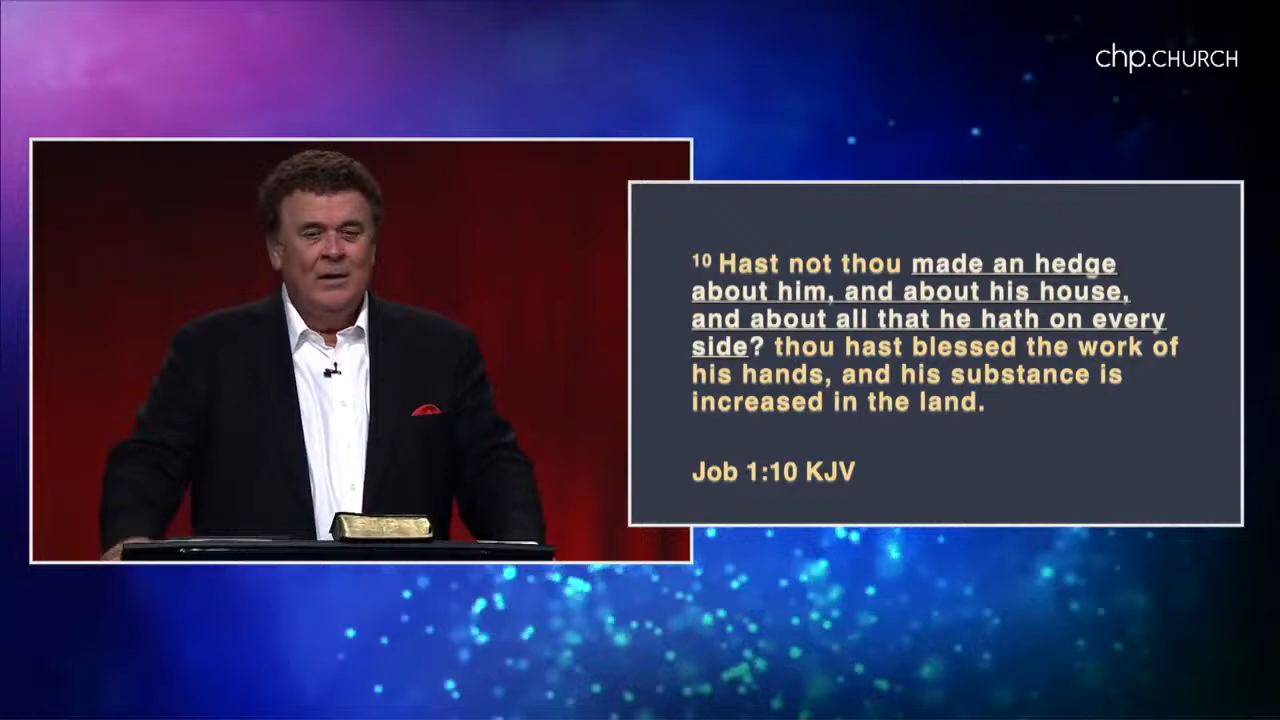 chp.CHURCH
10 Hast not thou made an hedge
about him, and about his house,
and about all that he hath on every
side? thou hast blessed the work of
his hands, and his substance is
increased in the land.
Job 1:10 KJV